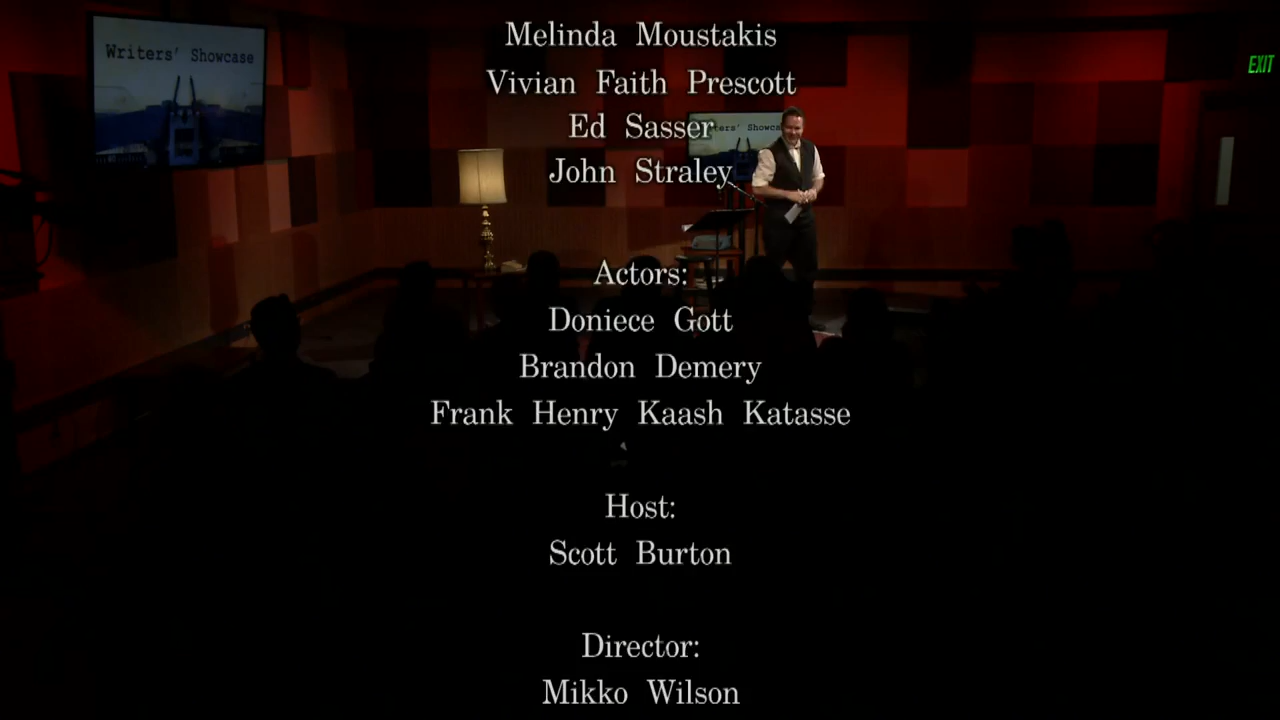 Writers' Showcase
Melinda Moustakis
Vivian Faith Prescott
Ed Sasser
John Straley
Actors:
Doniece Gott
Brandon Demery
Frank Henry Kaash Katasse
Host:
Scott Burton
Director:
Mikko Wilson
EXIT